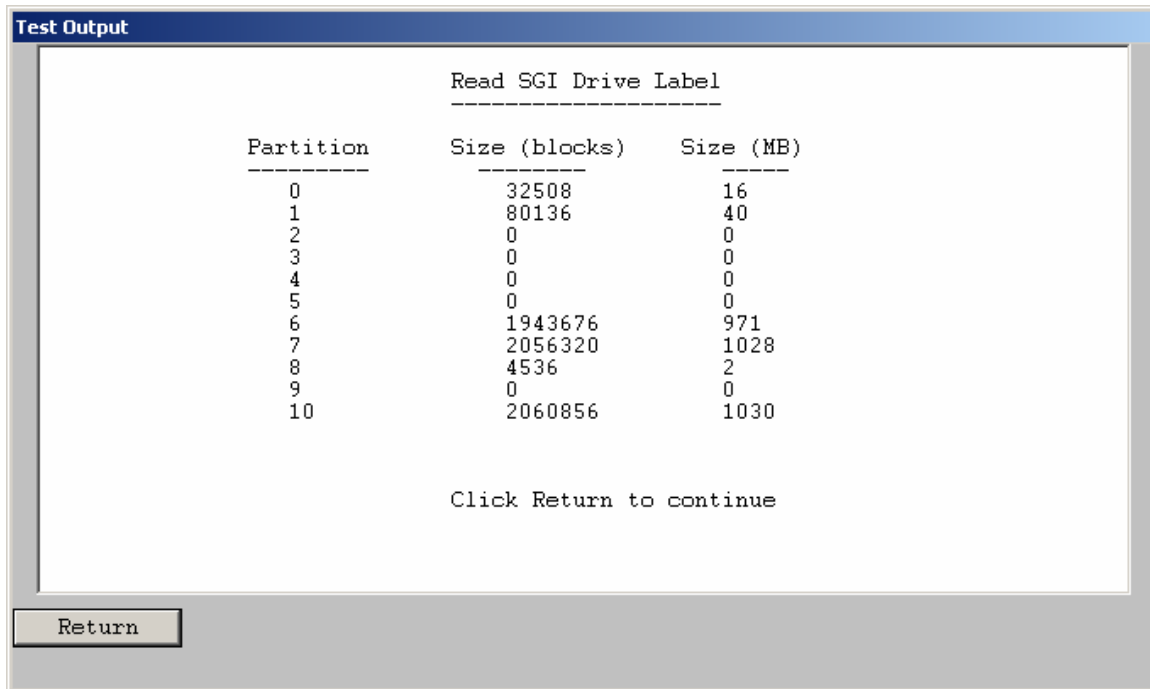 Test Output
Read SGI Drive Label
--------------------
Partition Size (blocks) Size (MB)
--------- -------- -----
0 32508 16
1 80136 40
2 0 0
3 0 0
4 0 0
5 0 0
6 1943676 971
7 2056320 1028
8 4536 2
9 0 0
10 2060856 1030
Click Return to continue
Return